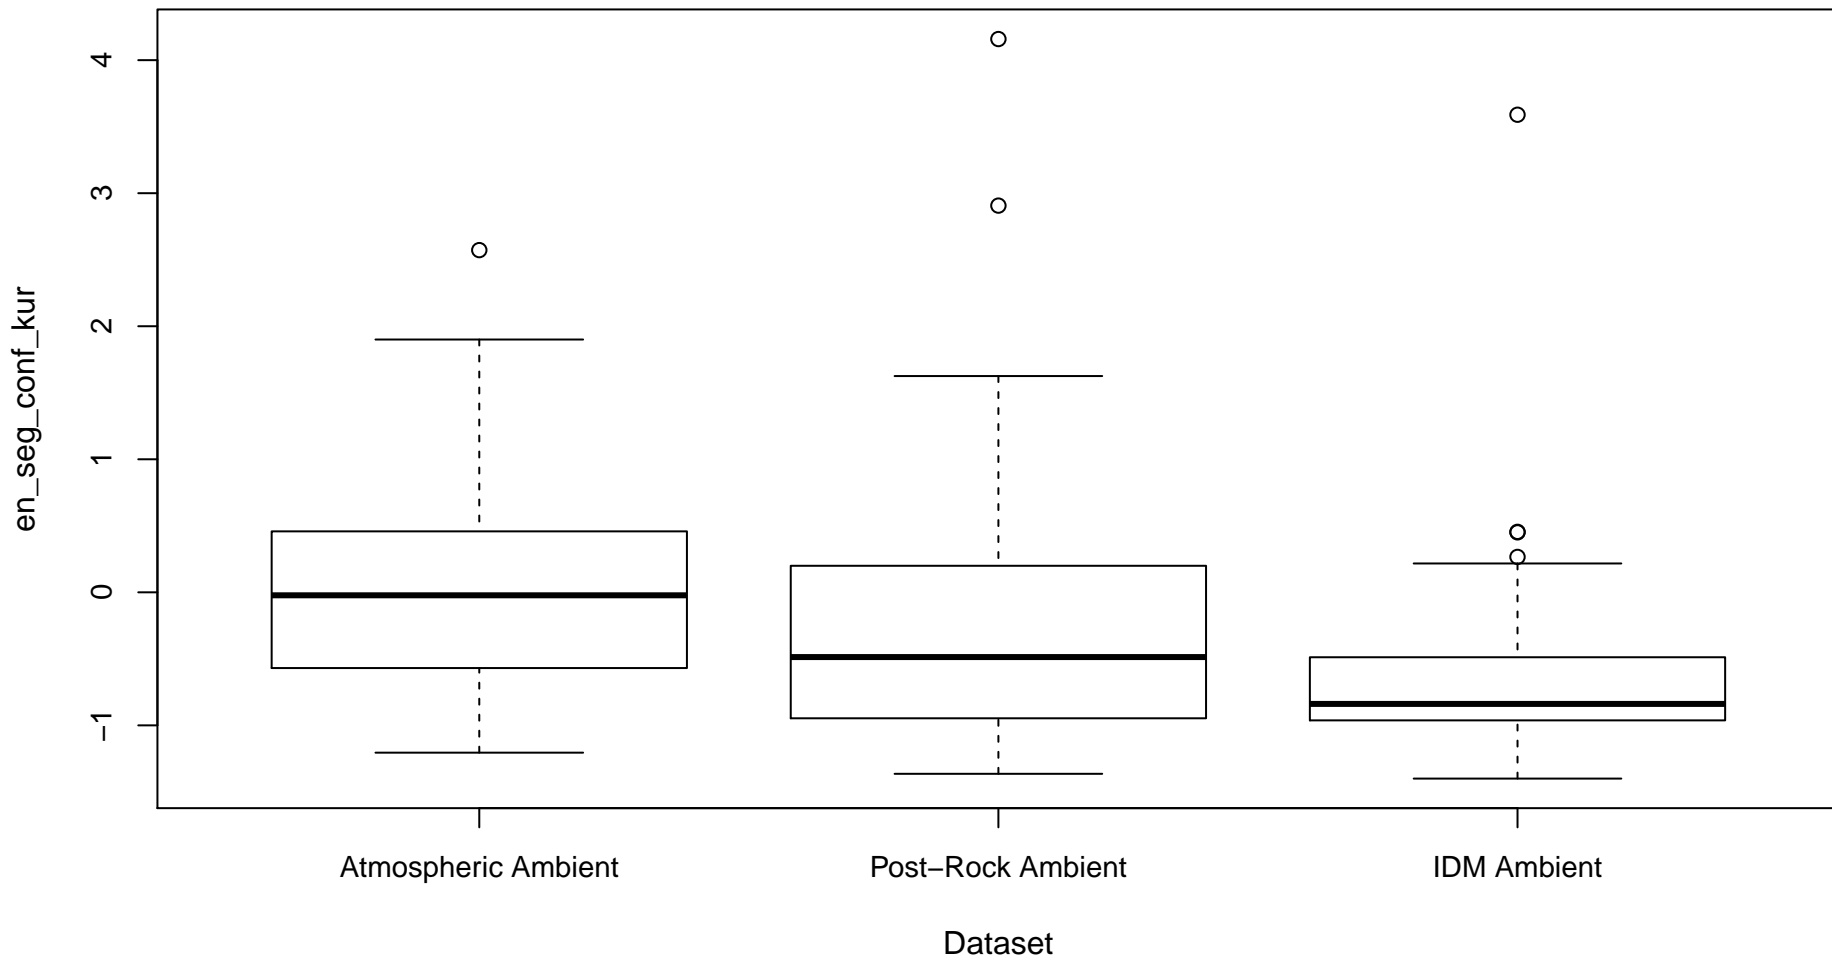 4
3
2
1
0
−1
en_seg_conf_kur
Atmospheric Ambient
Post−Rock Ambient
IDM Ambient
Dataset